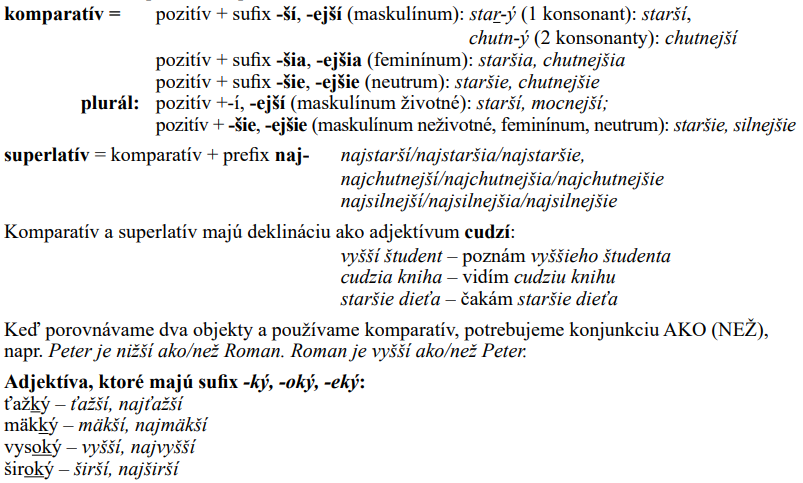 komparatív = pozitív + sufix -ší, -ejší (maskulínum): star-ý (1 konsonant): starší,
chutn-ý (2 konsonanty): chutnejší
pozitív + sufix -šia, -ejšia (feminínum): staršia, chutnejšia
pozitív + sufix -šie, -ejšie (neutrum): staršie, chutnejšie
plurál: pozitív +-í, -ejší (maskulínum životné): starší, mocnejší;
pozitív + -šie, -ejšie (maskulínum neživotné, feminínum, neutrum): staršie, silnejšie
superlatív = komparatív + prefix naj- najstarší/najstaršia/najstaršie,
najchutnejší/najchutnejšia/najchutnejšie
najsilnejší/najsilnejšia/najsilnejšie
Komparatív a superlatív majú deklináciu ako adjektívum cudzí:
vyšší študent – poznám vyššieho študenta
cudzia kniha – vidím cudziu knihu
staršie dieťa – čakám staršie dieťa
Keď porovnávame dva objekty a používame komparatív, potrebujeme konjunkciu AKO (NEŽ),
napr. Peter je nižší ako/než Roman. Roman je vyšší ako/než Peter.
Adjektíva, ktoré majú sufix -ký, -oký, -eký:
ťažký – ťažší, najťažší
mäkký – mäkší, najmäkší
vysoký – vyšší, najvyšší
široký – širší, najširší